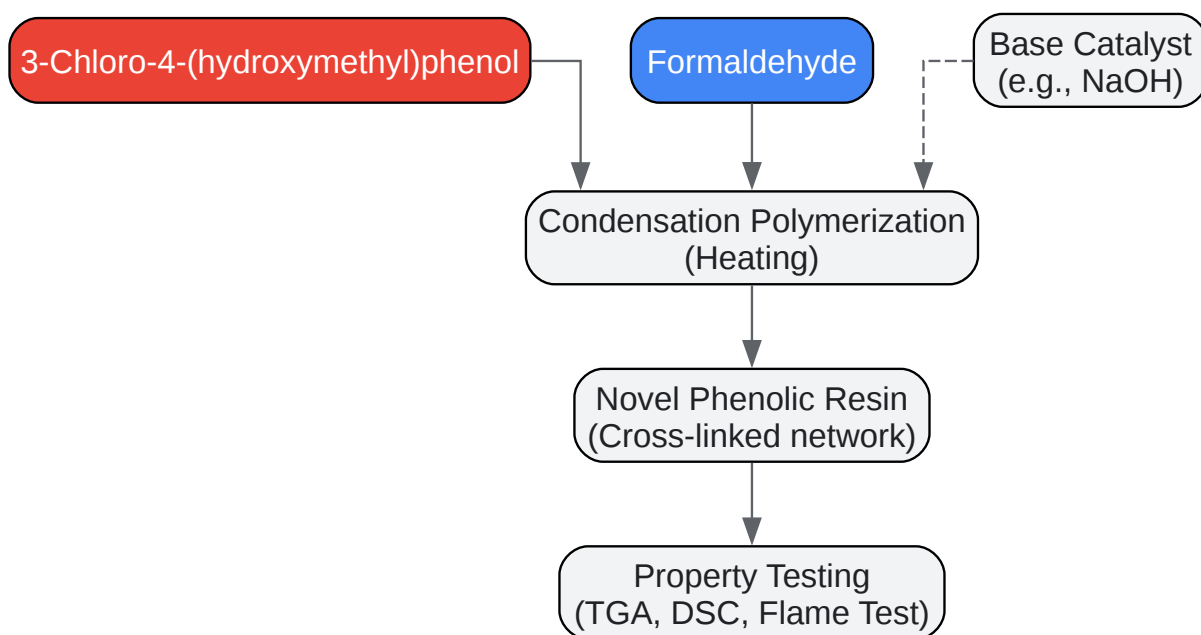 3-Chloro-4-(hydroxymethyl)phenol
Formaldehyde
Base Catalyst
(e.g., NaOH)
Condensation Polymerization
(Heating)
Novel Phenolic Resin
(Cross-linked network)
Property Testing
(TGA, DSC, Flame Test)